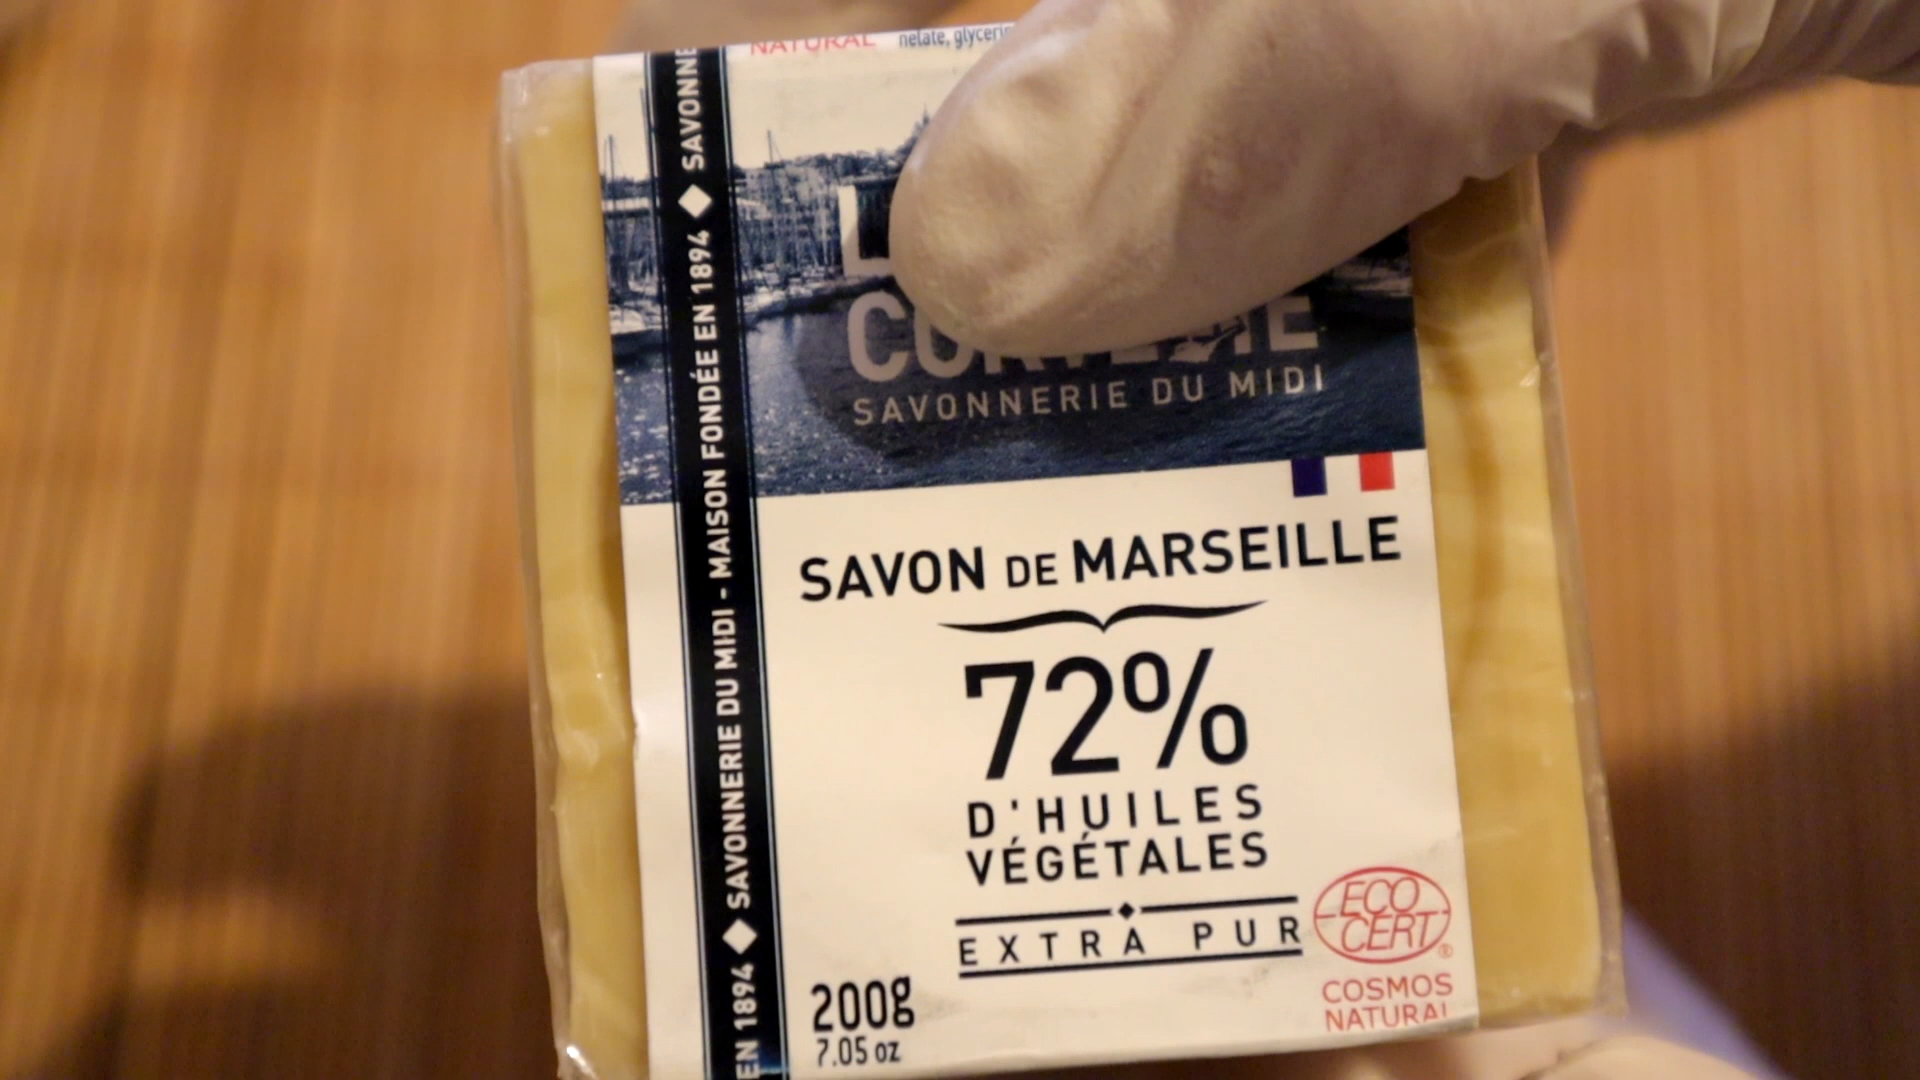 NATURAL
nelate, glycerin
SAVONNERIE DU MIDI
SAVON DE MARSEILLE
72%
D'HUILES
VÉGÉTALES
EXTRA PUR
200g
7.05 oz
ECO
CERT
®
COSMOS
NATURAL
EN 1894 ◆ SAVONNERIE DU MIDI - MAISON FONDÉE EN 1894 ◆ SAVONNE